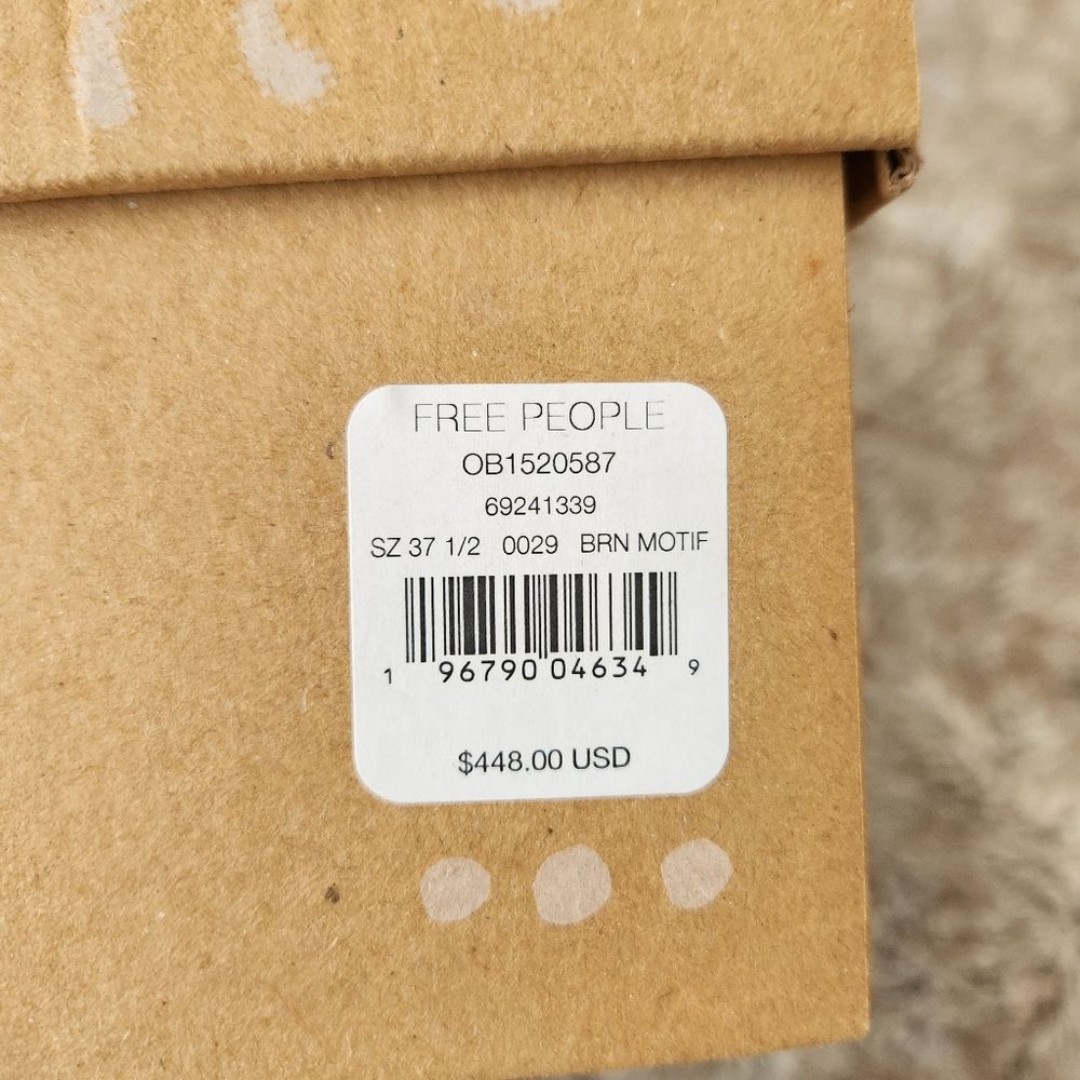 FREE PEOPLE
OB1520587
69241339
SZ 37 1/2 0029 BRN MOTIF
1 96790 04634 9
$448.00 USD